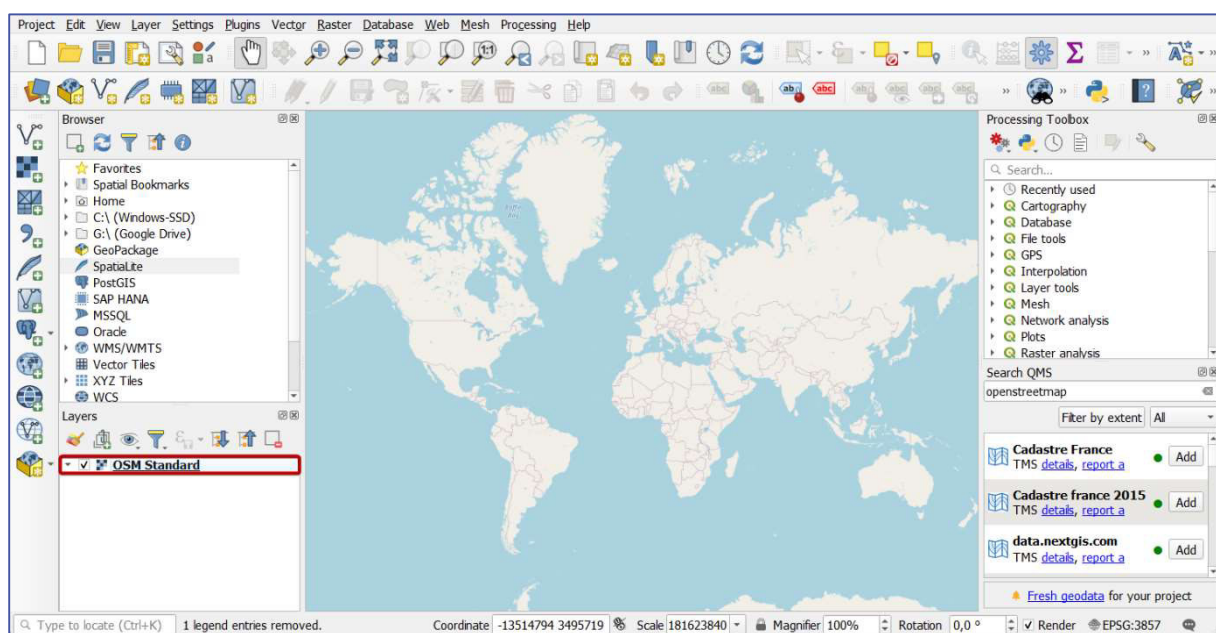 Project Edit View Layer Settings Plugins Vector Raster Database Web Mesh Processing Help
Browser
Favorites
Spatial Bookmarks
Home
C:\ (Windows-SSD)
G:\ (Google Drive)
GeoPackage
SpatiaLite
PostGIS
SAP HANA
MSSQL
Oracle
WMS/WMTS
Vector Tiles
XYZ Tiles
WCS
Layers
OSM Standard
Processing Toolbox
Search...
Recently used
Cartography
Database
File tools
GPS
Interpolation
Layer tools
Mesh
Network analysis
Plots
Raster analysis
Search QMS
openstreetmap
Filter by extent All
Cadastre France
TMS details, report a
Add
Cadastre france 2015
TMS details, report a
Add
data.nextgis.com
TMS details, report a
Add
Fresh geodata for your project
Type to locate (Ctrl+K) 1 legend entries removed. Coordinate -13514794 3495719 Scale 181623840 Magnifier 100% Rotation 0,0 ° Render EPSG:3857